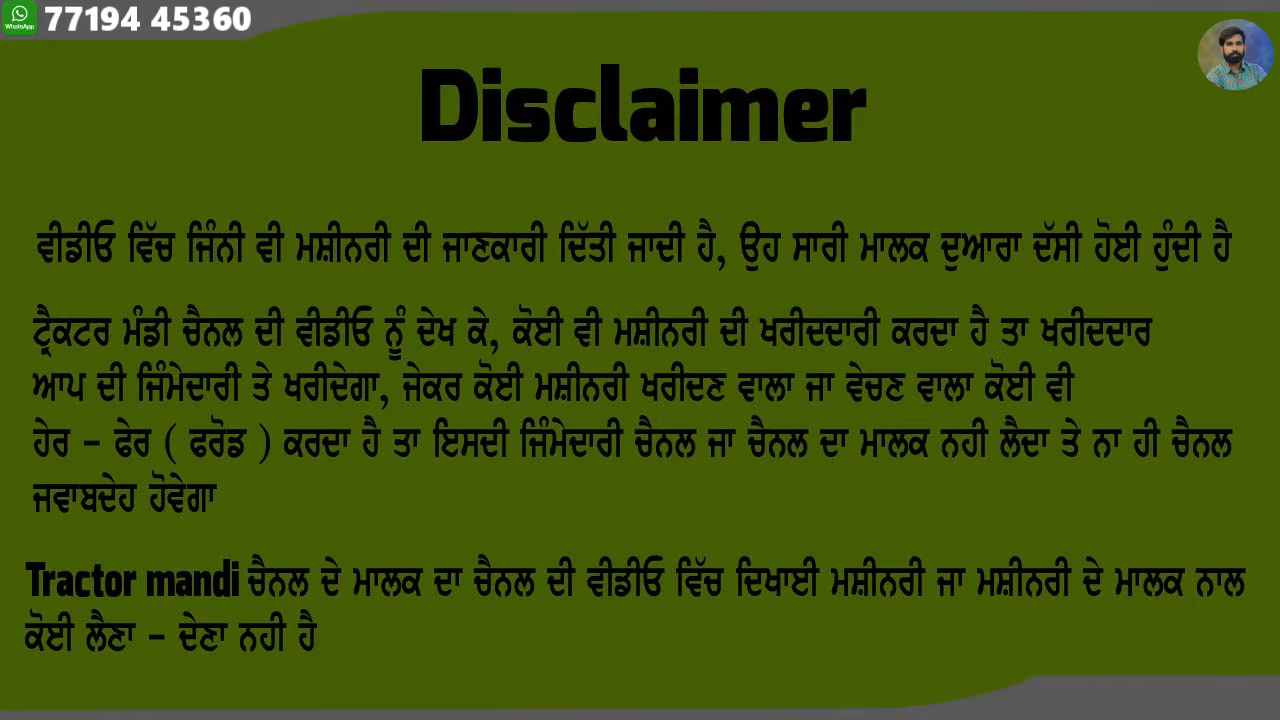 WhatsApp
77194 45360
Disclaimer
ਵੀਡੀਓ ਵਿੱਚ ਜਿੰਨੀ ਵੀ ਮਸ਼ੀਨਰੀ ਦੀ ਜਾਣਕਾਰੀ ਦਿੱਤੀ ਜਾਦੀ ਹੈ, ਉਹ ਸਾਰੀ ਮਾਲਕ ਦੁਆਰਾ ਦੱਸੀ ਹੋਈ ਹੁੰਦੀ ਹੈ
ਟ੍ਰੈਕਟਰ ਮੰਡੀ ਚੈਨਲ ਦੀ ਵੀਡੀਓ ਨੂੰ ਦੇਖ ਕੇ, ਕੋਈ ਵੀ ਮਸ਼ੀਨਰੀ ਦੀ ਖਰੀਦਦਾਰੀ ਕਰਦਾ ਹੈ ਤਾ ਖਰੀਦਦਾਰ
ਆਪ ਦੀ ਜਿੰਮੇਦਾਰੀ ਤੇ ਖਰੀਦੇਗਾ, ਜੇਕਰ ਕੋਈ ਮਸ਼ੀਨਰੀ ਖਰੀਦਣ ਵਾਲਾ ਜਾ ਵੇਚਣ ਵਾਲਾ ਕੋਈ ਵੀ
ਹੇਰ - ਫੇਰ ( ਫਰੋਡ ) ਕਰਦਾ ਹੈ ਤਾ ਇਸਦੀ ਜਿੰਮੇਦਾਰੀ ਚੈਨਲ ਜਾ ਚੈਨਲ ਦਾ ਮਾਲਕ ਨਹੀ ਲੈਦਾ ਤੇ ਨਾ ਹੀ ਚੈਨਲ
ਜਵਾਬਦੇਹ ਹੋਵੇਗਾ
Tractor mandi ਚੈਨਲ ਦੇ ਮਾਲਕ ਦਾ ਚੈਨਲ ਦੀ ਵੀਡੀਓ ਵਿੱਚ ਦਿਖਾਈ ਮਸ਼ੀਨਰੀ ਜਾ ਮਸ਼ੀਨਰੀ ਦੇ ਮਾਲਕ ਨਾਲ
ਕੋਈ ਲੈਣਾ - ਦੇਣਾ ਨਹੀ ਹੈ